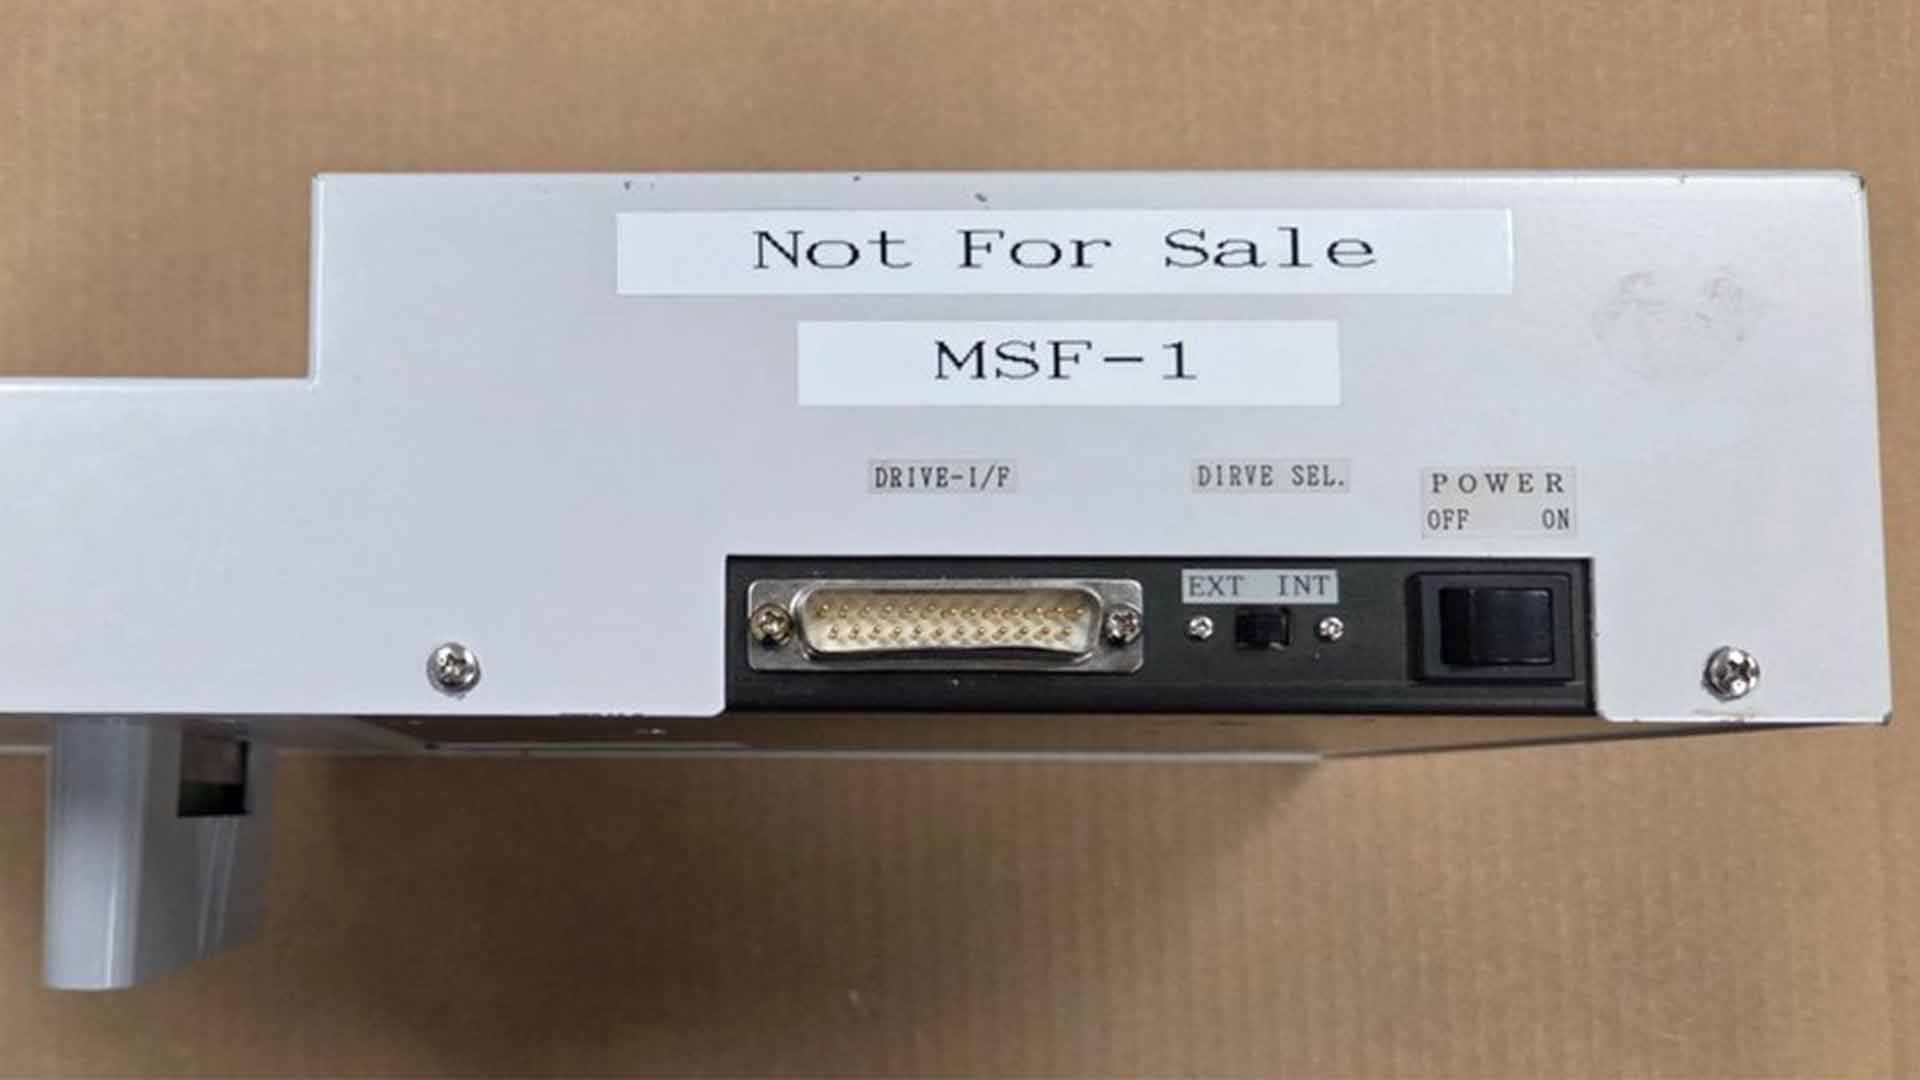 Not For Sale
MSF-1
DRIVE-I/F
DIRVE SEL.
POWER
OFF ON
EXT INT